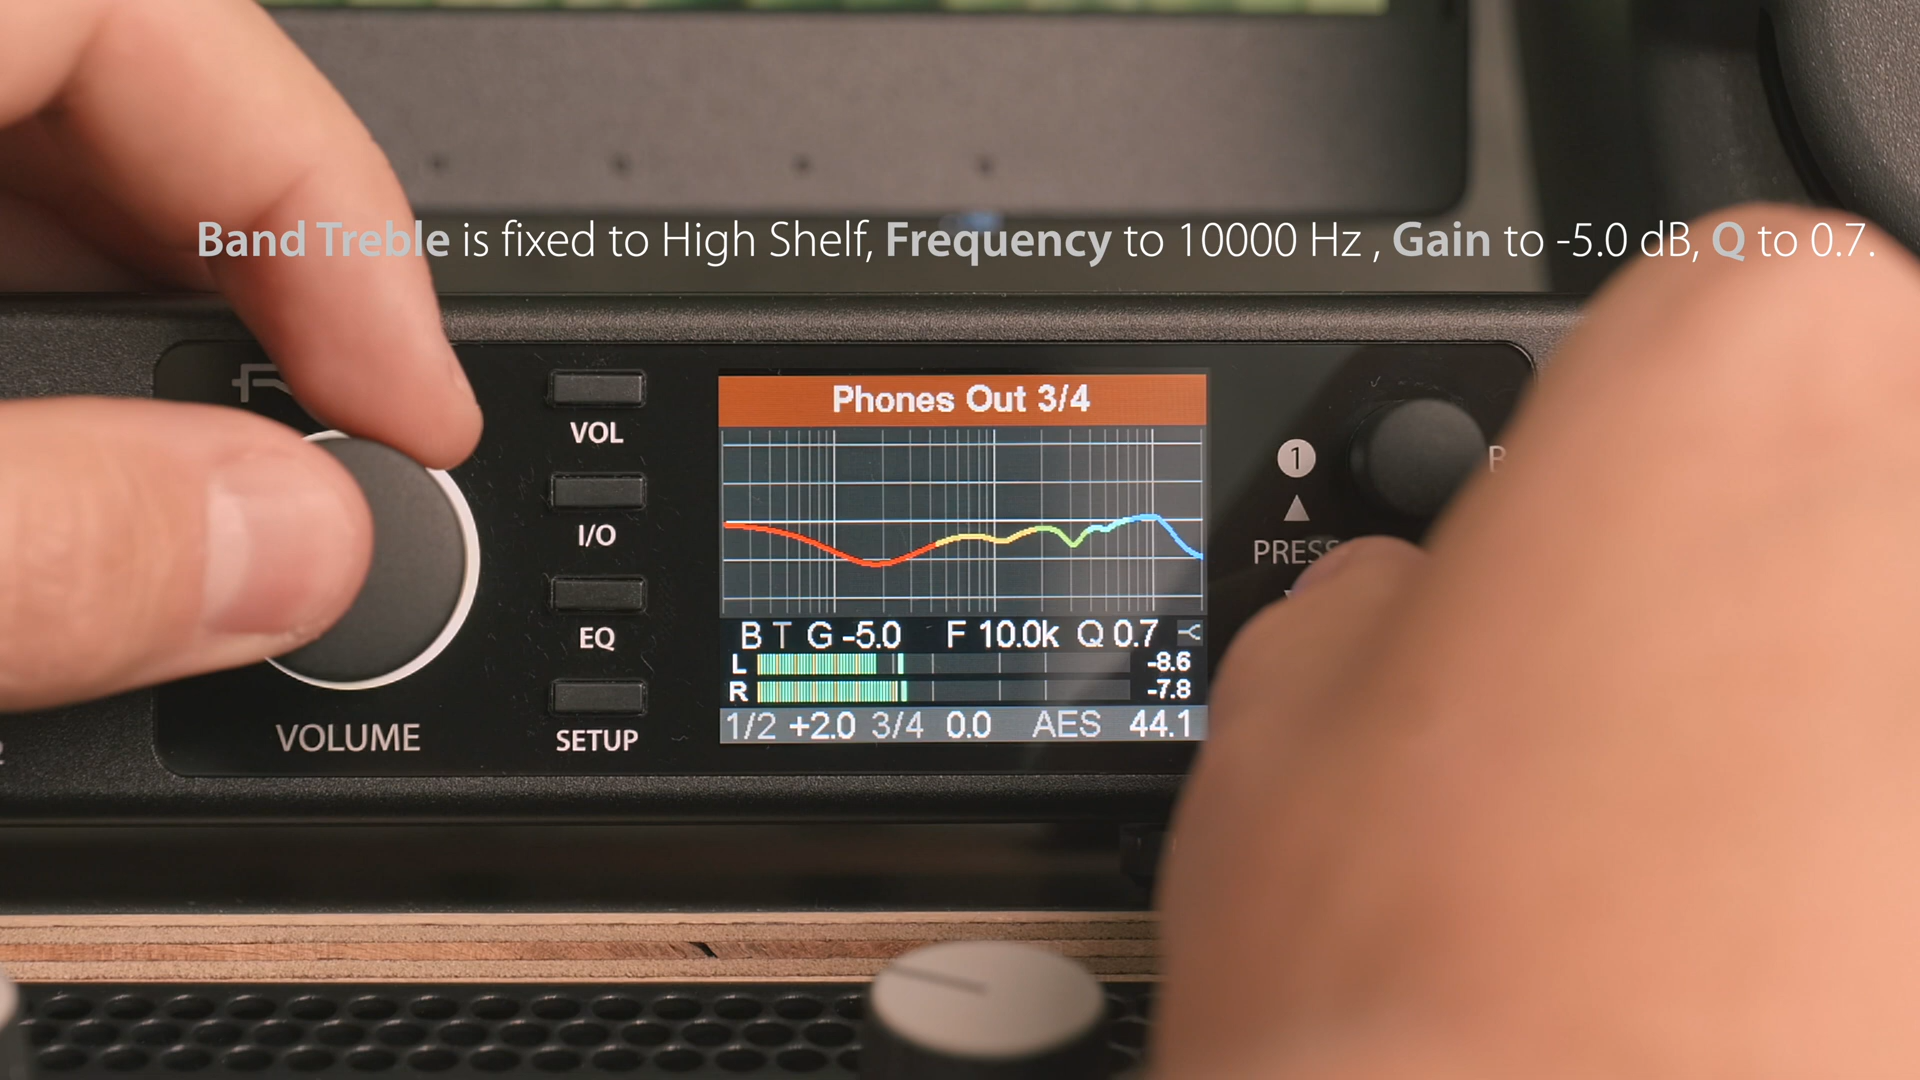 Band Treble is fixed to High Shelf, Frequency to 10000 Hz , Gain to -5.0 dB, Q to 0.7.
VOL
I/O
EQ
SETUP
VOLUME
Phones Out 3/4
B T G -5.0 F 10.0k Q 0.7
L -8.6
R -7.8
1/2 +2.0 3/4 0.0 AES 44.1
1
PRESS